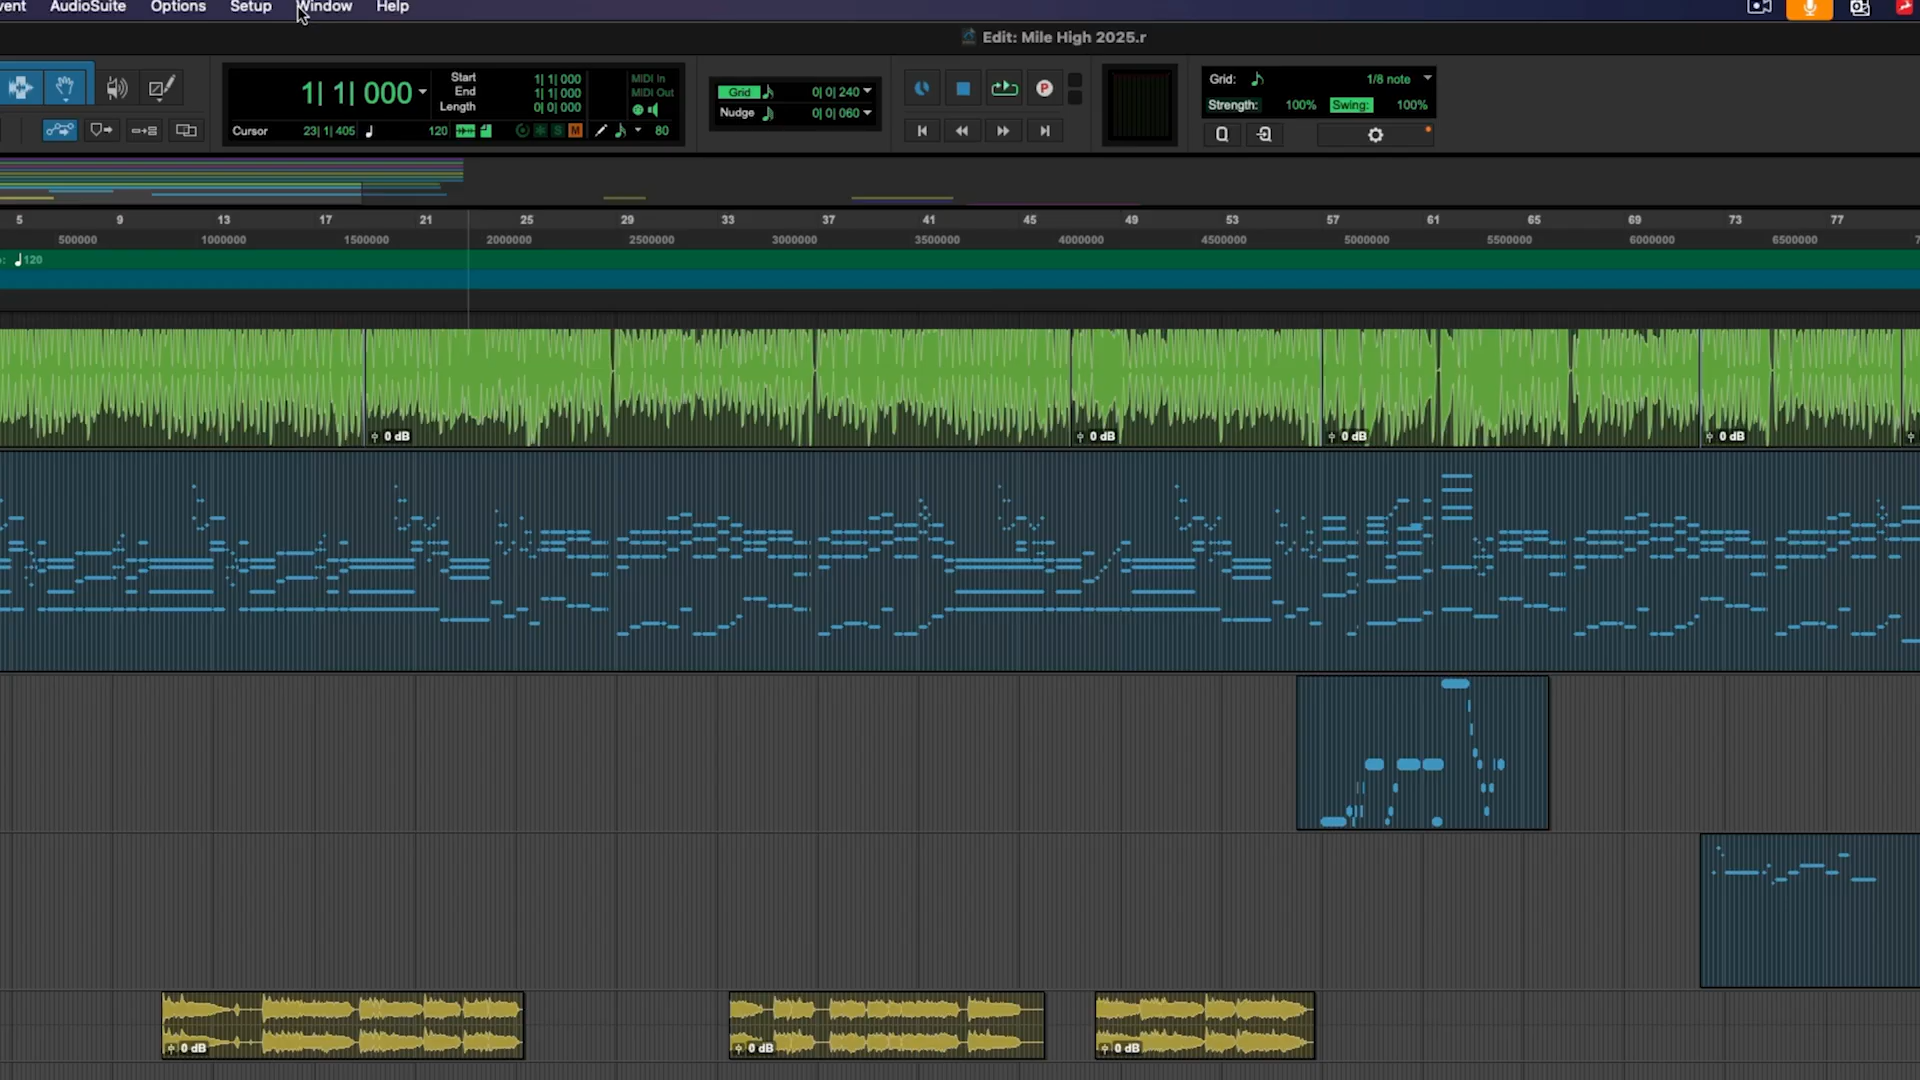 vent AudioSuite Options Setup Window Help
Edit: Mile High 2025.r
1| 1| 000
Start 1| 1| 000
End 1| 1| 000
Length 0| 0| 000
MIDI In
MIDI Out
Cursor 23| 1| 405 120 S M 80
Grid 0| 0| 240
Nudge 0| 0| 060
P
Grid: 1/8 note
Strength: 100% Swing: 100%
Q
5 9 13 17 21 25 29 33 37 41 45 49 53 57 61 65 69 73 77
500000 1000000 1500000 2000000 2500000 3000000 3500000 4000000 4500000 5000000 5500000 6000000 6500000 7
120
0 dB 0 dB 0 dB 0 dB
0 dB 0 dB 0 dB